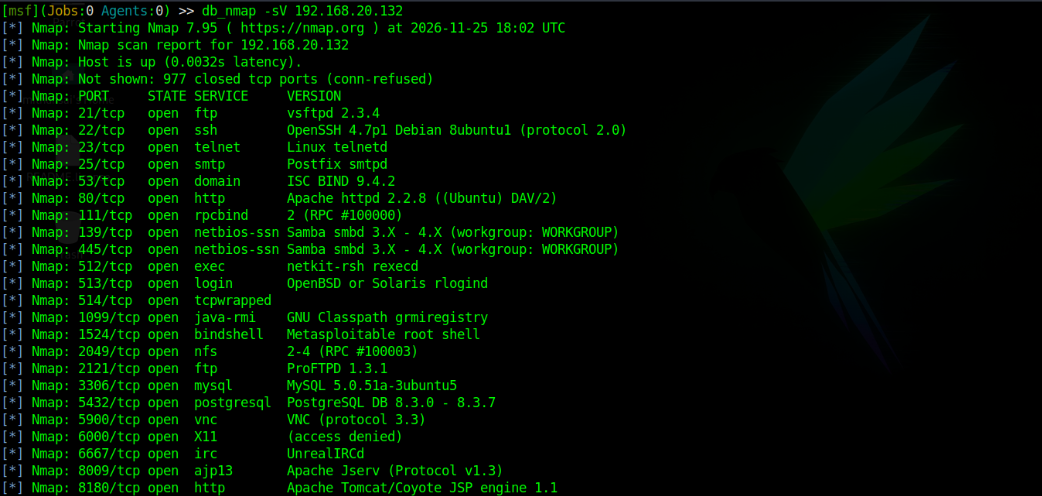 [msf](Jobs:0 Agents:0) >> db_nmap -sV 192.168.20.132
[*] Nmap: Starting Nmap 7.95 ( https://nmap.org ) at 2026-11-25 18:02 UTC
[*] Nmap: Nmap scan report for 192.168.20.132
[*] Nmap: Host is up (0.0032s latency).
[*] Nmap: Not shown: 977 closed tcp ports (conn-refused)
[*] Nmap: PORT     STATE SERVICE     VERSION
[*] Nmap: 21/tcp   open  ftp         vsftpd 2.3.4
[*] Nmap: 22/tcp   open  ssh         OpenSSH 4.7p1 Debian 8ubuntu1 (protocol 2.0)
[*] Nmap: 23/tcp   open  telnet      Linux telnetd
[*] Nmap: 25/tcp   open  smtp        Postfix smtpd
[*] Nmap: 53/tcp   open  domain      ISC BIND 9.4.2
[*] Nmap: 80/tcp   open  http        Apache httpd 2.2.8 ((Ubuntu) DAV/2)
[*] Nmap: 111/tcp  open  rpcbind     2 (RPC #100000)
[*] Nmap: 139/tcp  open  netbios-ssn Samba smbd 3.X - 4.X (workgroup: WORKGROUP)
[*] Nmap: 445/tcp  open  netbios-ssn Samba smbd 3.X - 4.X (workgroup: WORKGROUP)
[*] Nmap: 512/tcp  open  exec        netkit-rsh rexecd
[*] Nmap: 513/tcp  open  login       OpenBSD or Solaris rlogind
[*] Nmap: 514/tcp  open  tcpwrapped
[*] Nmap: 1099/tcp open  java-rmi    GNU Classpath grmiregistry
[*] Nmap: 1524/tcp open  bindshell   Metasploitable root shell
[*] Nmap: 2049/tcp open  nfs         2-4 (RPC #100003)
[*] Nmap: 2121/tcp open  ftp         ProFTPD 1.3.1
[*] Nmap: 3306/tcp open  mysql       MySQL 5.0.51a-3ubuntu5
[*] Nmap: 5432/tcp open  postgresql  PostgreSQL DB 8.3.0 - 8.3.7
[*] Nmap: 5900/tcp open  vnc         VNC (protocol 3.3)
[*] Nmap: 6000/tcp open  X11         (access denied)
[*] Nmap: 6667/tcp open  irc         UnrealIRCd
[*] Nmap: 8009/tcp open  ajp13       Apache Jserv (Protocol v1.3)
[*] Nmap: 8180/tcp open  http        Apache Tomcat/Coyote JSP engine 1.1